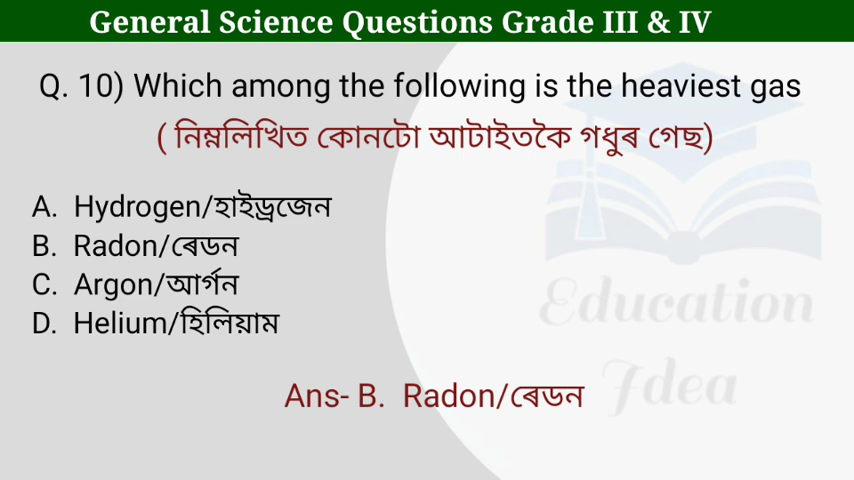 General Science Questions Grade III & IV
Q. 10) Which among the following is the heaviest gas
( নিম্নলিখিত কোনটো আটাইতকৈ গধুৰ গেছ)
A. Hydrogen/হাইড্ৰজেন
B. Radon/ৰেডন
C. Argon/আৰ্গন
D. Helium/হিলিয়াম
Education
Idea
Ans- B. Radon/ৰেডন